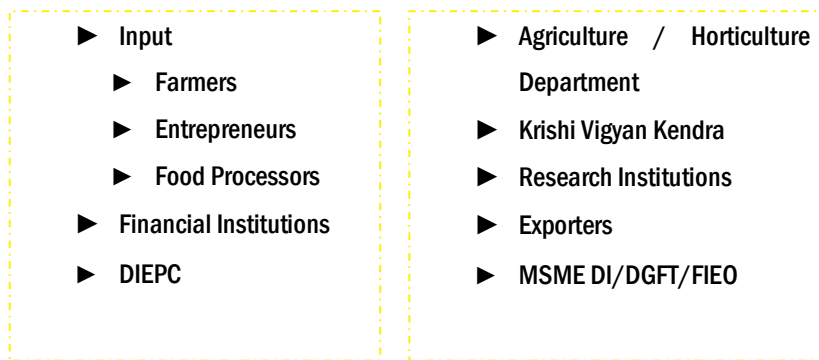 ► Input
► Farmers
► Entrepreneurs
► Food Processors
► Financial Institutions
► DIEPC
► Agriculture / Horticulture
Department
► Krishi Vigyan Kendra
► Research Institutions
► Exporters
► MSME DI/DGFT/FIEO